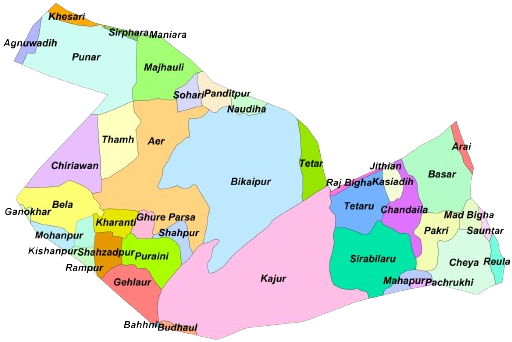 Khesari
Sirphara
Maniara
Agnuwadih
Punar
Majhauli
Sohari
Panditpur
Naudiha
Thamh
Aer
Tetar
Arai
Chiriawan
Jithian
Basar
Bikaipur
Raj Bigha
Kasiadih
Bela
Tetaru
Chandaila
Ganokhar
Ghure Parsa
Mad Bigha
Kharanti
Mohanpur
Shahpur
Pakri
Sauntar
Kishanpur
Shahzadpur
Puraini
Sirabilaru
Cheya
Reula
Rampur
Gehlaur
Kajur
Mahapur
Pachrukhi
Bahhni
Budhaul